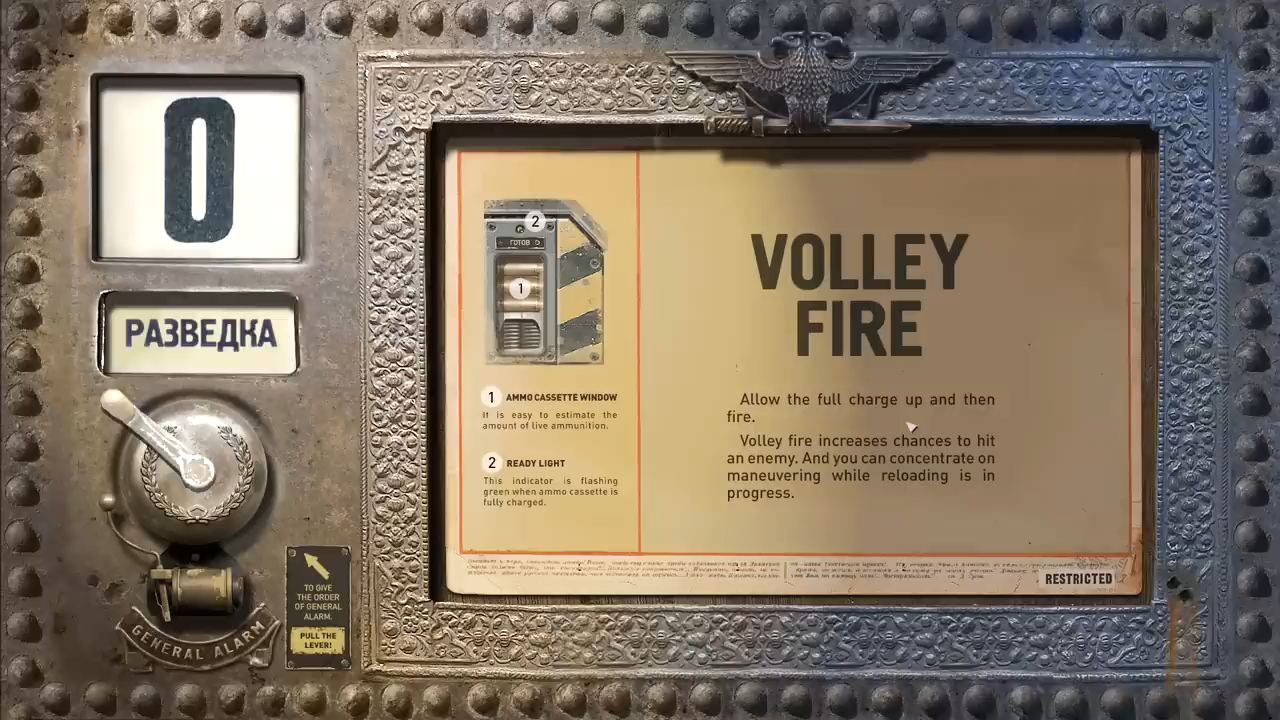 0
РАЗВЕДКА
GENERAL ALARM
TO GIVE
THE ORDER
OF GENERAL
ALARM.
PULL THE
LEVER!
2
ГОТОВ
1
1 AMMO CASSETTE WINDOW
It is easy to estimate the
amount of live ammunition.
2 READY LIGHT
This indicator is flashing
green when ammo cassette is
fully charged.
VOLLEY
FIRE
Allow the full charge up and then
fire.
Volley fire increases chances to hit
an enemy. And you can concentrate on
maneuvering while reloading is in
progress.
RESTRICTED